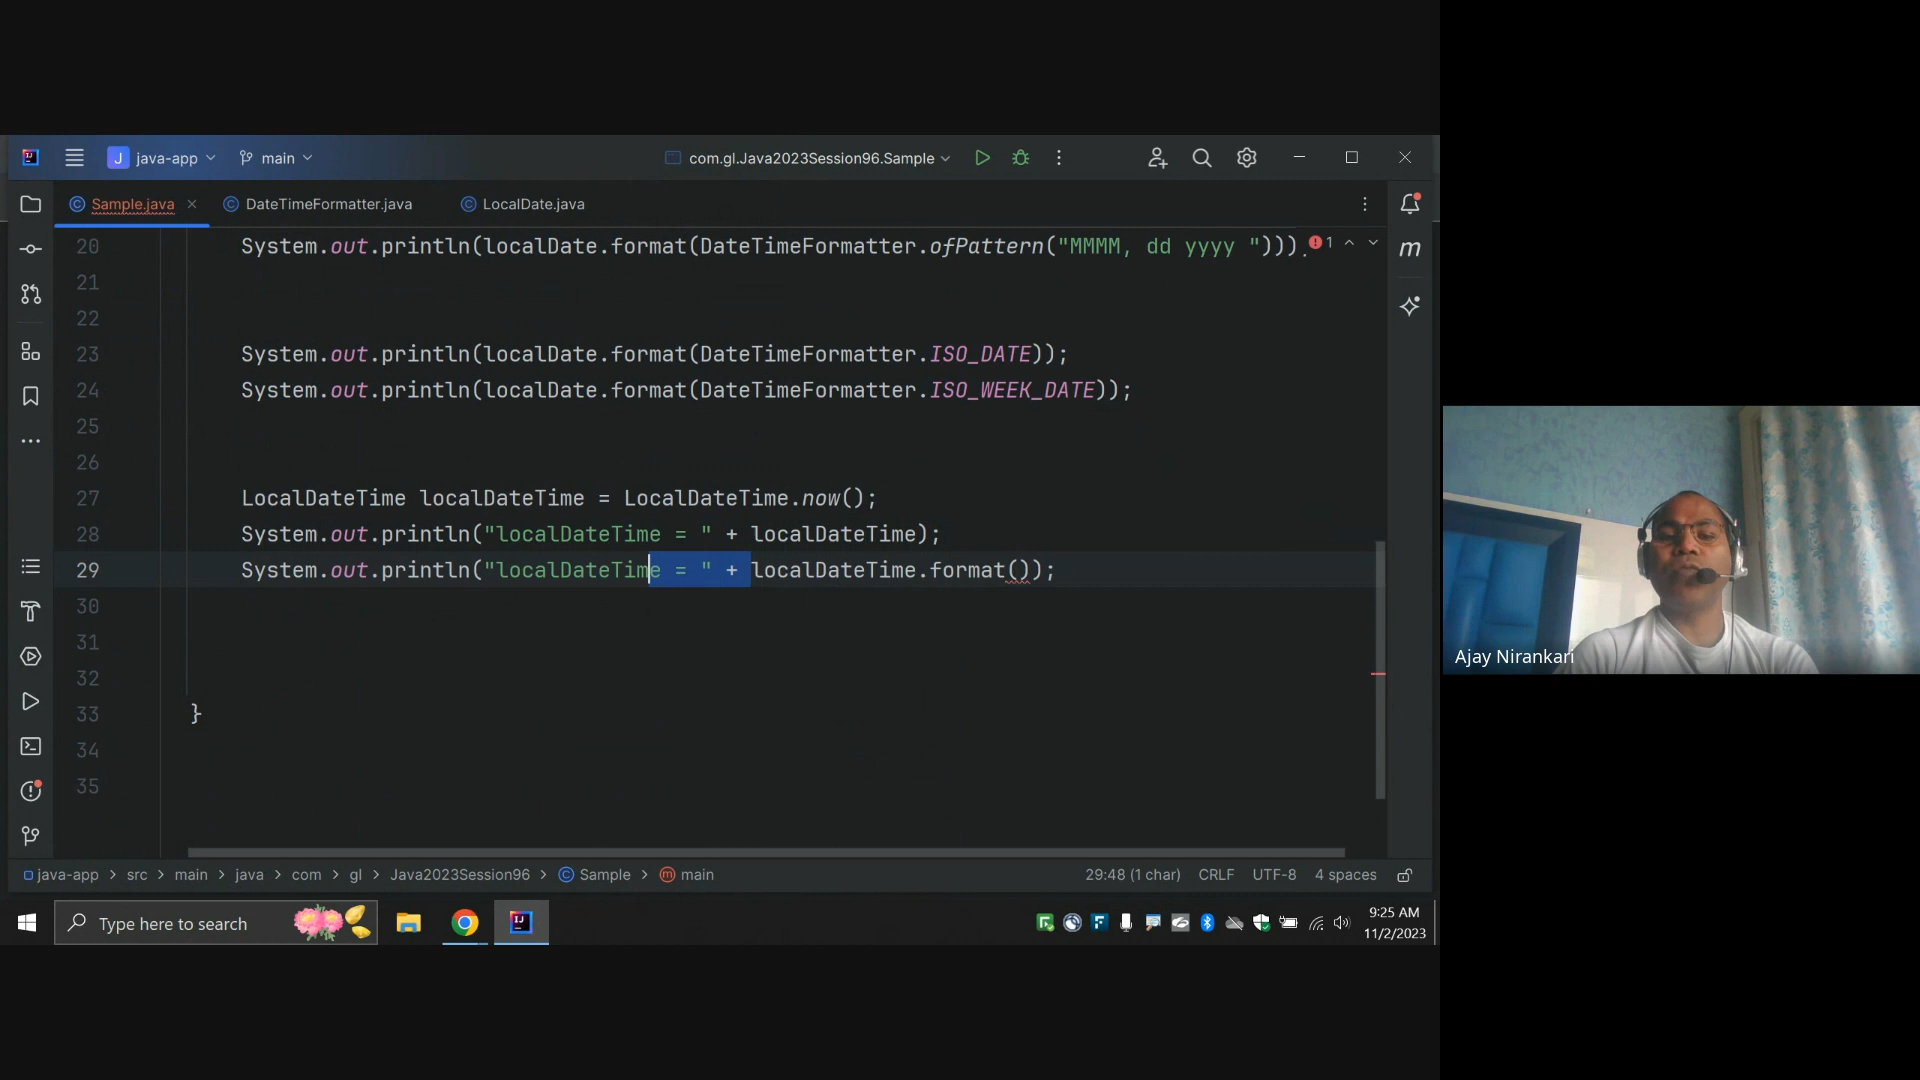 J java-app main com.gl.Java2023Session96.Sample
Sample.java DateTimeFormatter.java LocalDate.java
20 System.out.println(localDate.format(DateTimeFormatter.ofPattern("MMMM, dd yyyy "))); 1
21
22
23 System.out.println(localDate.format(DateTimeFormatter.ISO_DATE));
24 System.out.println(localDate.format(DateTimeFormatter.ISO_WEEK_DATE));
25
26
27 LocalDateTime localDateTime = LocalDateTime.now();
28 System.out.println("localDateTime = " + localDateTime);
29 System.out.println("localDateTime = " + localDateTime.format());
30
31
32
33 }
34
35
m
java-app > src > main > java > com > gl > Java2023Session96 > Sample > main 29:48 (1 char) CRLF UTF-8 4 spaces
Type here to search 9:25 AM
11/2/2023
Ajay Nirankari